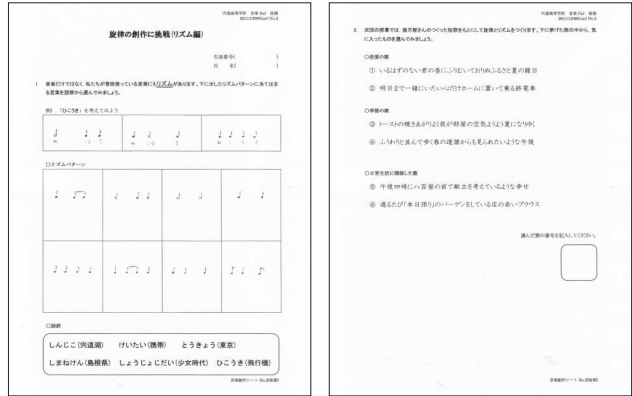 旋律の創作に挑戦(リズム編)
生徒番号( )
氏 名( )
1. 音楽だけではなく、私たちが普段使っている言葉にもリズムがあります。下に示したリズムパターンに当てはま
る言葉を語群から選んでみましょう。
例) 「ひこうき」を考えてみよう
○リズムパターン
○語群
しんじこ(宍道湖) けいたい(携帯) とうきょう(東京)
しまねけん(島根県) しょうじょじだい(少女時代) ひこうき(飛行機)
2. 次回の授業では、俵万智さんのつくった短歌をもとにして旋律とリズムをつくります。下に挙げた歌の中から、気
に入ったものを選んでみましょう。
○恋愛の歌
① いるはずのない君の香にふりむいておりぬふるさと夏の縁日
② 明日まで一緒にいたい心だけホームに置いて乗る終電車
○季節の歌
③ トーストの焼きあがりよく我が部屋の空気ようよう夏になりゆく
④ ふうわりと並んで歩く春の道誰からも見られたいような午後
○日常生活に関係した歌
⑤ 午後四時に八百屋の前で献立を考えているような幸せ
⑥ 通るたび「本日限り」のバーゲンをしている店の赤いブラウス
選んだ歌の番号を記入してください。